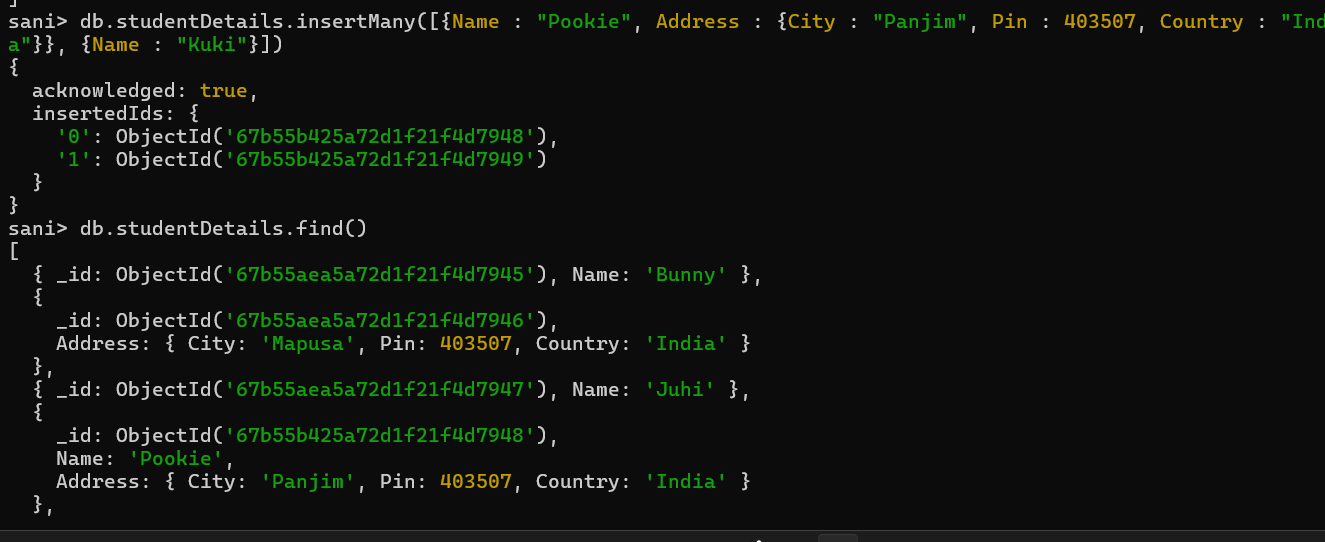 ]
sani> db.studentDetails.insertMany([{Name : "Pookie", Address : {City : "Panjim", Pin : 403507, Country : "Indi
a"}}, {Name : "Kuki"}])
{
  acknowledged: true,
  insertedIds: {
    '0': ObjectId('67b55b425a72d1f21f4d7948'),
    '1': ObjectId('67b55b425a72d1f21f4d7949')
  }
}
sani> db.studentDetails.find()
[
  { _id: ObjectId('67b55aea5a72d1f21f4d7945'), Name: 'Bunny' },
  {
    _id: ObjectId('67b55aea5a72d1f21f4d7946'),
    Address: { City: 'Mapusa', Pin: 403507, Country: 'India' }
  },
  { _id: ObjectId('67b55aea5a72d1f21f4d7947'), Name: 'Juhi' },
  {
    _id: ObjectId('67b55b425a72d1f21f4d7948'),
    Name: 'Pookie',
    Address: { City: 'Panjim', Pin: 403507, Country: 'India' }
  },